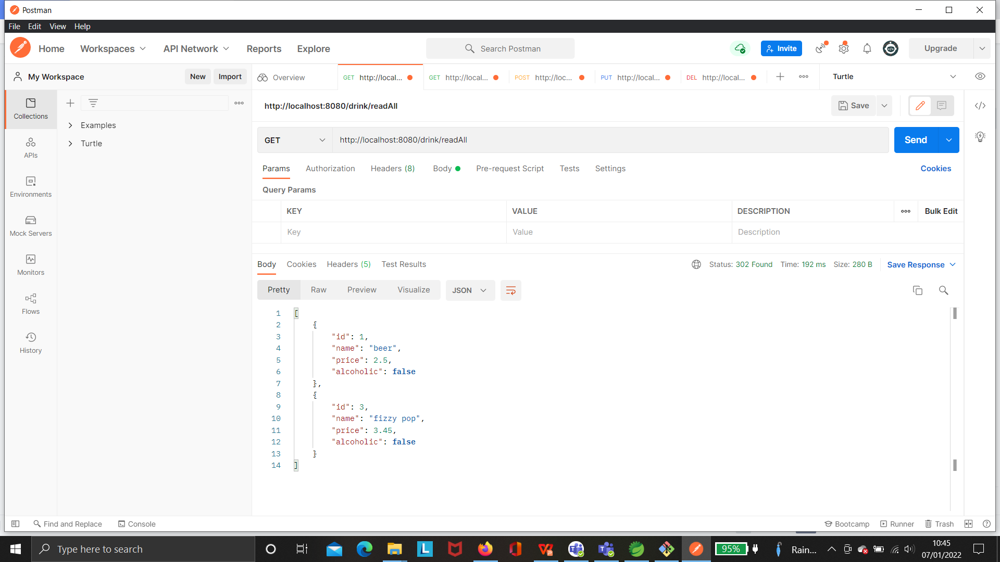 Postman
File Edit View Help
Home Workspaces API Network Reports Explore
Search Postman
Invite
Upgrade
My Workspace
New Import
Overview
GET http://local...
GET http://local...
POST http://loc...
PUT http://local...
DEL http://local...
Turtle
Collections
APIs
Environments
Mock Servers
Monitors
Flows
History
Examples
Turtle
http://localhost:8080/drink/readAll
Save
GET http://localhost:8080/drink/readAll
Send
Params Authorization Headers (8) Body Pre-request Script Tests Settings
Cookies
Query Params
KEY VALUE DESCRIPTION Bulk Edit
Key Value Description
Body Cookies Headers (5) Test Results
Status: 302 Found Time: 192 ms Size: 280 B Save Response
Pretty Raw Preview Visualize JSON
1 [
2 {
3 "id": 1,
4 "name": "beer",
5 "price": 2.5,
6 "alcoholic": false
7 },
8 {
9 "id": 3,
10 "name": "fizzy pop",
11 "price": 3.45,
12 "alcoholic": false
13 }
14 ]
Find and Replace Console
Bootcamp Runner Trash
Type here to search
95%
Rain...
10:45
07/01/2022